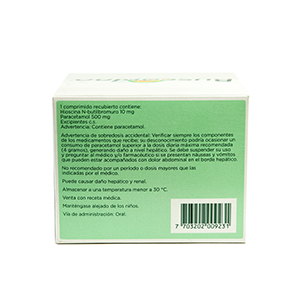 1 comprimido recubierto contiene:
Hioscina N-butilbromuro 10 mg
Paracetamol 500 mg
Excipientes c.s.
Advertencia: Contiene paracetamol.
Advertencia de sobredosis accidental: Verificar siempre los componentes
de los medicamentos que recibe; su desconocimiento podría ocasionar un
consumo de paracetamol superior a la dosis diaria máxima recomendada
(4 gramos), generando daño a nivel hepático. Se debe suspender su uso
y preguntar al médico y/o farmacéutico si se presentan náuseas y vómitos
que puedan estar acompañados con dolor abdominal en el borde hepático.
No recomendado por un período o dosis mayores que las
indicadas por el médico.
Puede causar daño hepático y renal.
Almacenar a una temperatura menor a 30 °C.
Venta con receta médica.
Manténgase alejado de los niños.
Vía de administración: Oral.
7 703202 009231